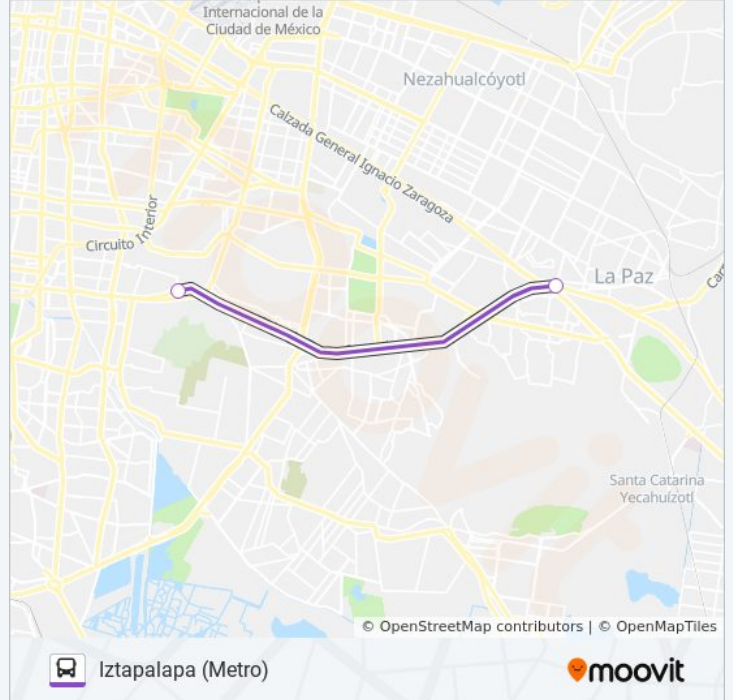 Internacional de la
Ciudad de México
Nezahualcóyotl
Calzada General Ignacio Zaragoza
Circuito Interior
La Paz
Santa Catarina
Yecahuízotl
© OpenStreetMap contributors | © OpenMapTiles
Iztapalapa (Metro)
moovit